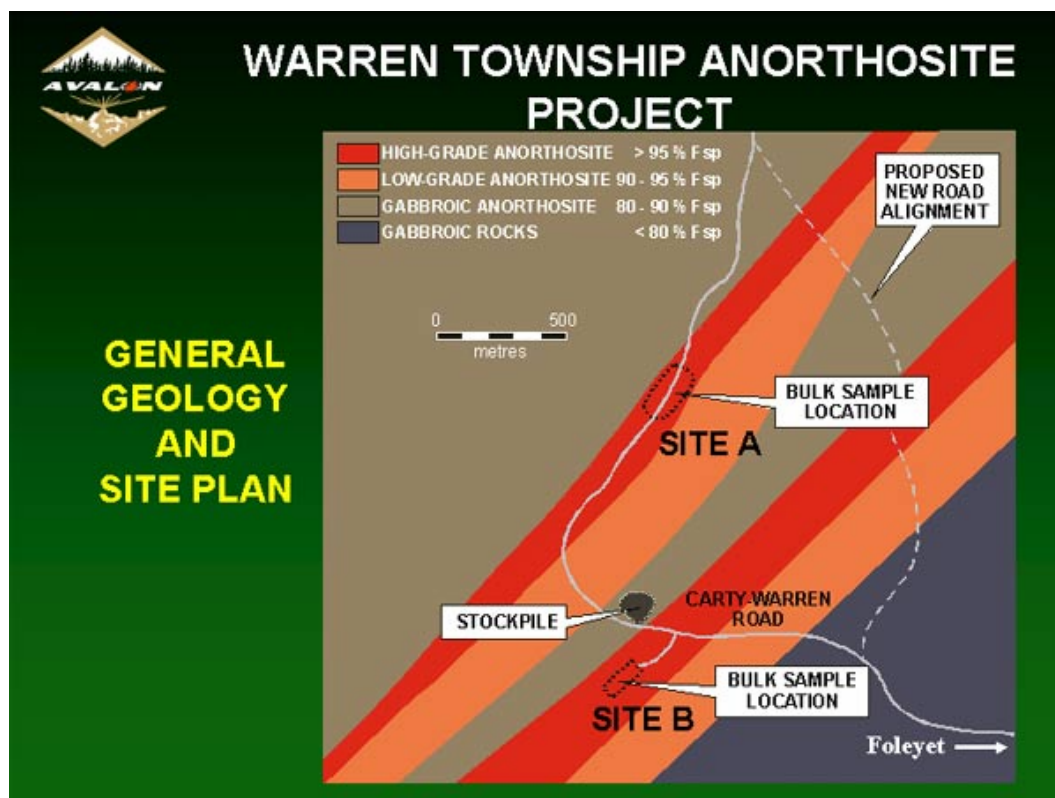 AVALON
WARREN TOWNSHIP ANORTHOSITE
PROJECT
HIGH-GRADE ANORTHOSITE > 95 % Fsp
LOW-GRADE ANORTHOSITE 90 - 95 % Fsp
GABBROIC ANORTHOSITE 80 - 90 % Fsp
GABBROIC ROCKS < 80 % Fsp
PROPOSED
NEW ROAD
ALIGNMENT
0 500
metres
GENERAL
GEOLOGY
AND
SITE PLAN
BULK SAMPLE
LOCATION
SITE A
STOCKPILE
CARTY-WARREN
ROAD
BULK SAMPLE
LOCATION
SITE B
Foleyet